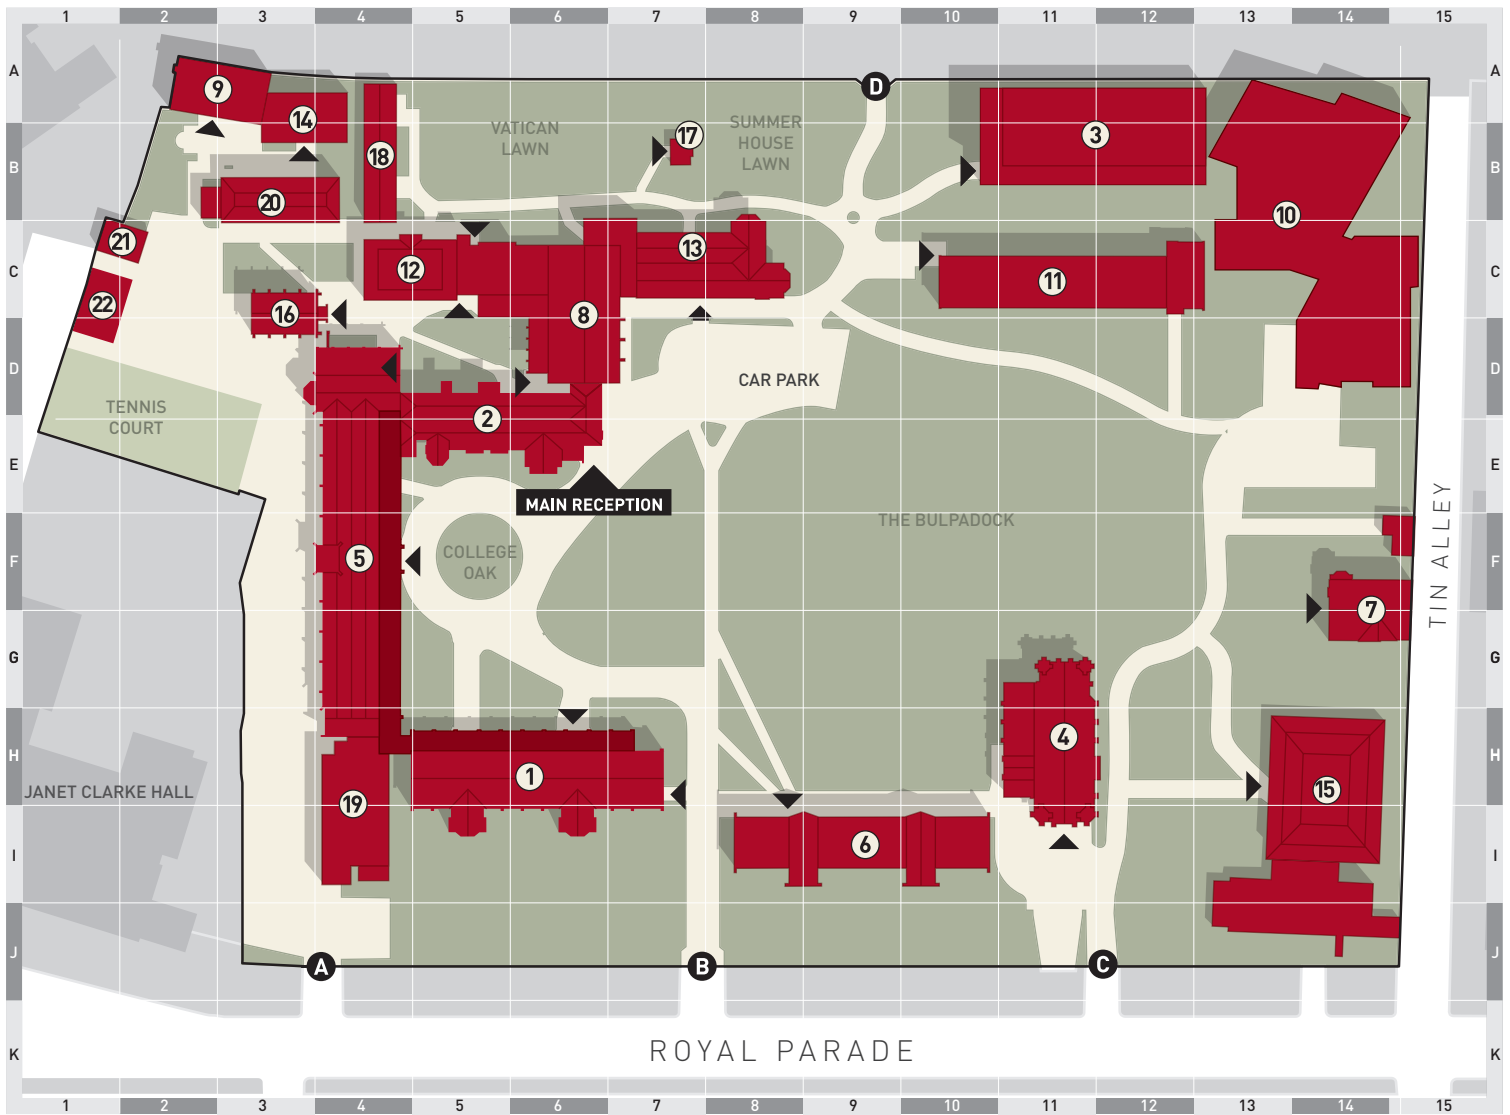 1 2 3 4 5 6 7 8 9 10 11 12 13 14 15
A A
D
9
14
3
VATICAN
LAWN
SUMMER
HOUSE
LAWN
17
18
B B
20
10
21
13
12
C C
11
22
16
8
D D
CAR PARK
TENNIS
COURT
2
E E
MAIN RECEPTION
THE BULPADOCK
TIN ALLEY
COLLEGE
OAK
5
F F
7
G G
4
H H
1
JANET CLARKE HALL
15
19
6
I I
J J
A
B
C
ROYAL PARADE
K K
1 2 3 4 5 6 7 8 9 10 11 12 13 14 15